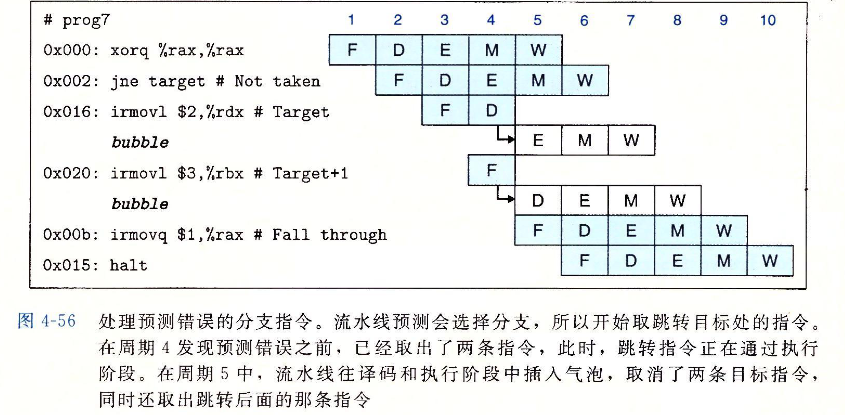 # prog7 1 2 3 4 5 6 7 8 9 10
0x000: xorq %rax,%rax F D E M W
0x002: jne target # Not taken F D E M W
0x016: irmovl $2,%rdx # Target F D
bubble E M W
0x020: irmovl $3,%rbx # Target+1 F
bubble D E M W
0x00b: irmovq $1,%rax # Fall through F D E M W
0x015: halt F D E M W
图 4-56 处理预测错误的分支指令。流水线预测会选择分支，所以开始取跳转目标处的指令。
在周期 4 发现预测错误之前，已经取出了两条指令，此时，跳转指令正在通过执行
阶段。在周期 5 中，流水线往译码和执行阶段中插入气泡，取消了两条目标指令，
同时还取出跳转后面的那条指令